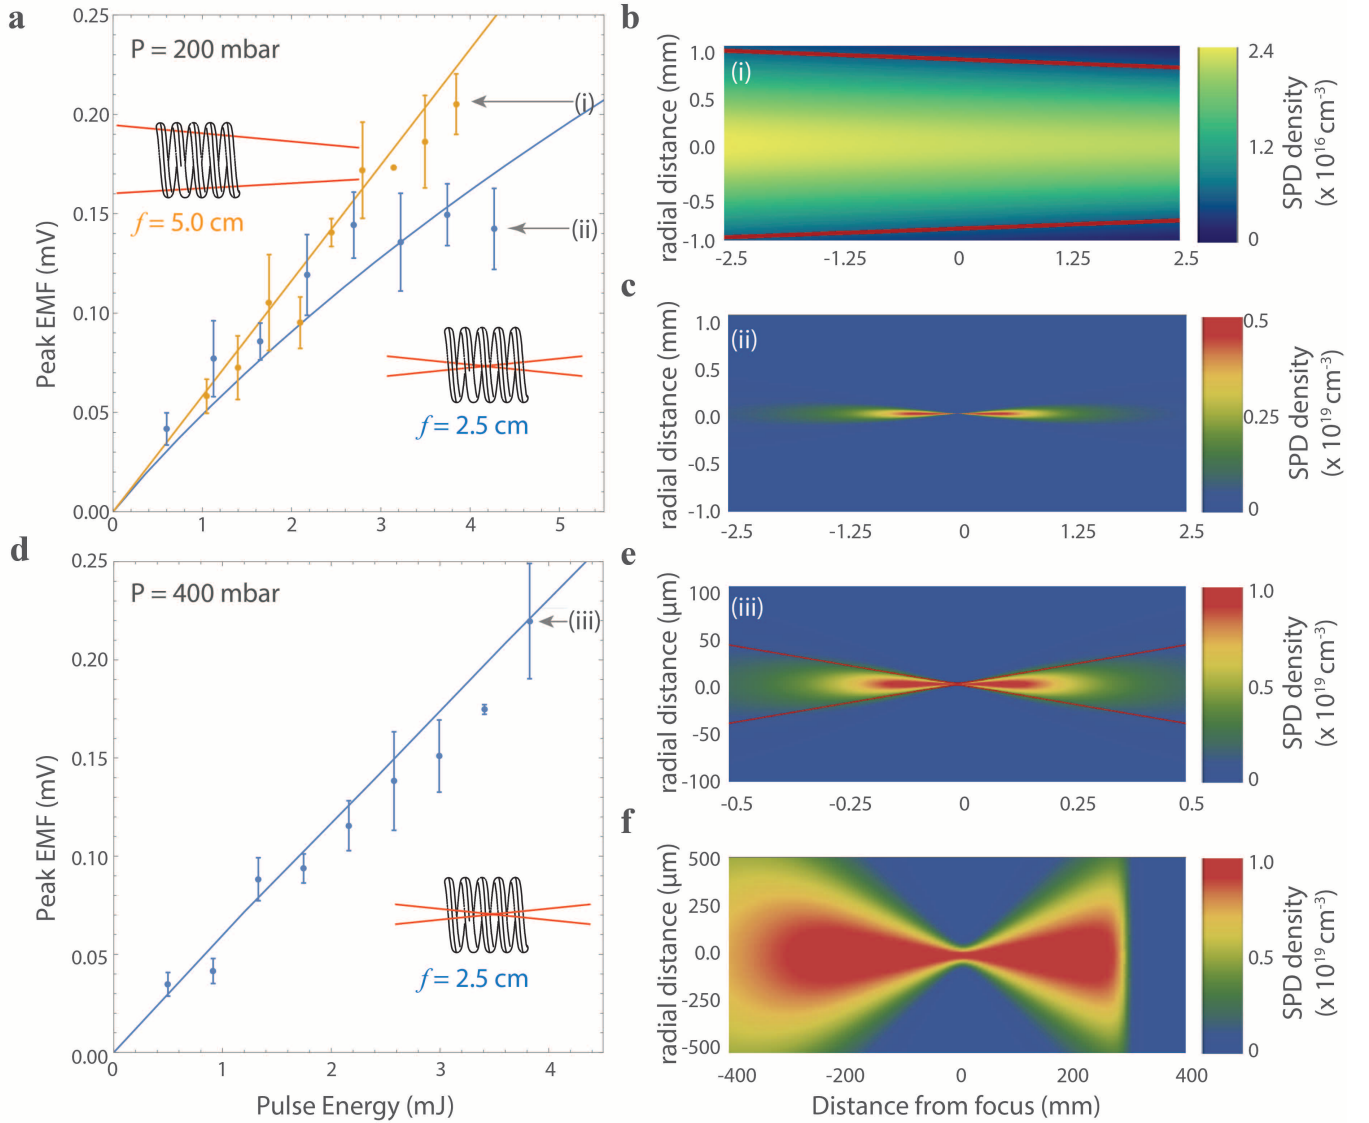 a
P = 200 mbar
0.25
0.20
0.15
0.10
0.05
0.00
Peak EMF (mV)
f = 5.0 cm
(i)
(ii)
f = 2.5 cm
0 1 2 3 4 5
b
(i)
radial distance (mm)
1.0
0.5
0.0
-0.5
-1.0
-2.5 -1.25 0 1.25 2.5
2.4
1.2
0
SPD density
(x 10¹⁶ cm⁻³)
c
(ii)
radial distance (mm)
1.0
0.5
0.0
-0.5
-1.0
-2.5 -1.25 0 1.25 2.5
0.5
0.25
0
SPD density
(x 10¹⁹ cm⁻³)
d
P = 400 mbar
0.25
0.20
0.15
0.10
0.05
0.00
Peak EMF (mV)
(iii)
f = 2.5 cm
0 1 2 3 4
Pulse Energy (mJ)
e
(iii)
radial distance (μm)
100
50
0.0
-50
-100
-0.5 -0.25 0 0.25 0.5
1.0
0.5
0
SPD density
(x 10¹⁹ cm⁻³)
f
radial distance (μm)
500
250
0.0
-250
-500
-400 -200 0 200 400
Distance from focus (mm)
1.0
0.5
0
SPD density
(x 10¹⁹ cm⁻³)